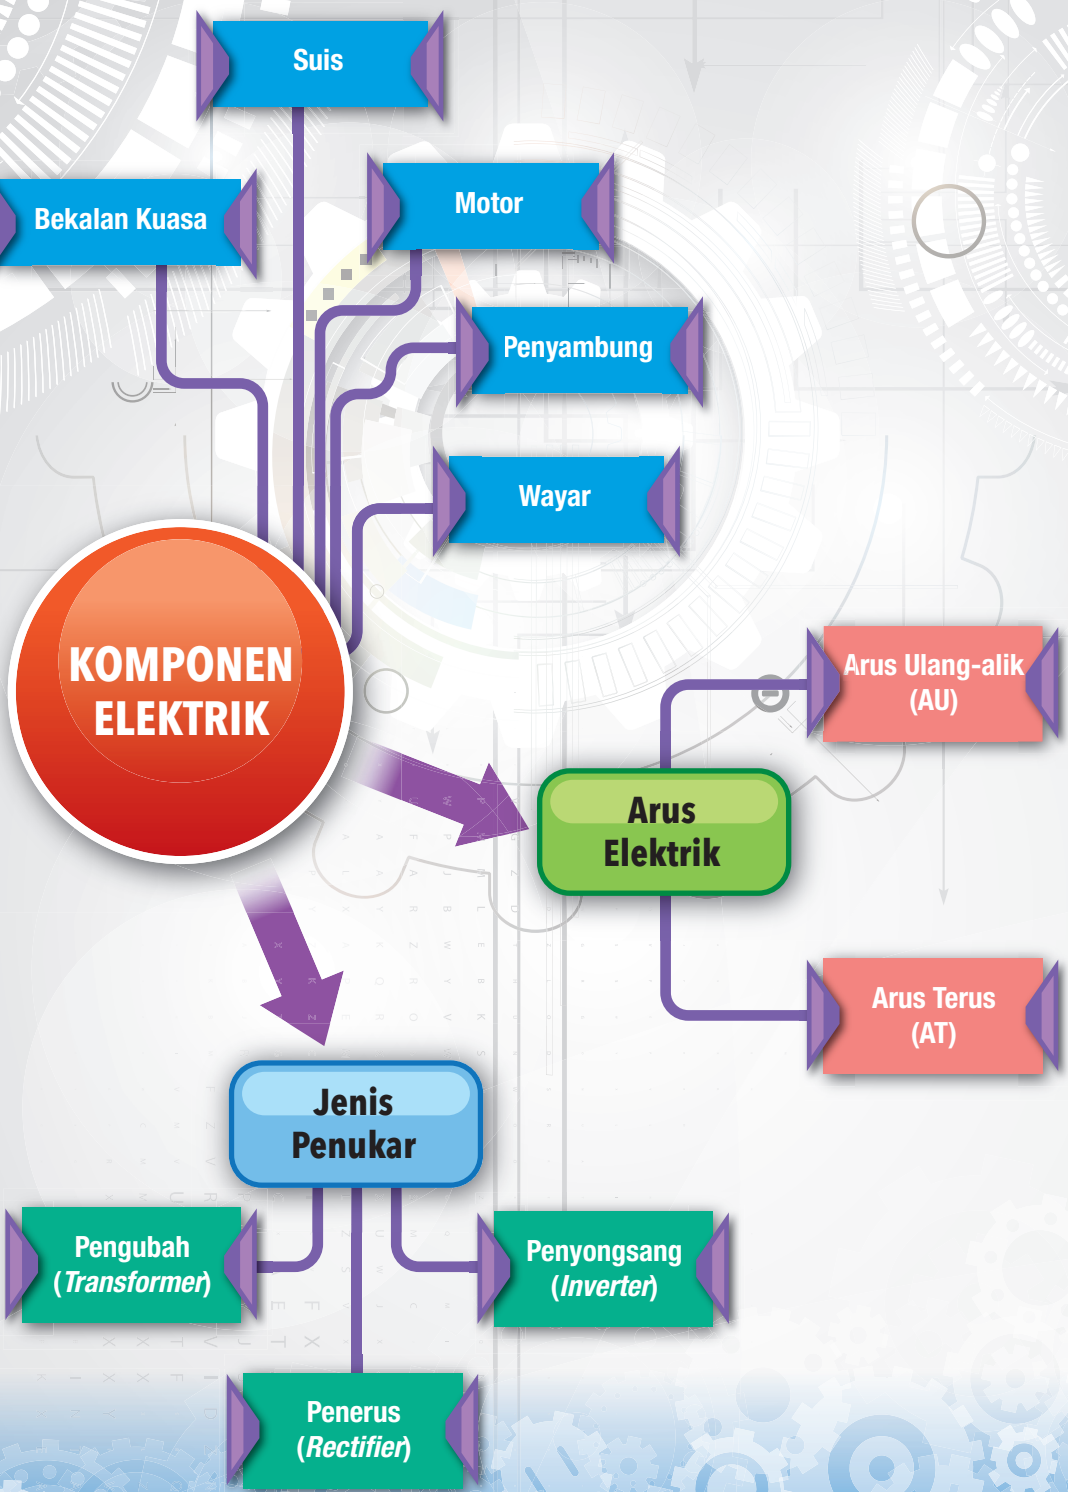 Suis
Bekalan Kuasa
Motor
Penyambung
Wayar
KOMPONEN
ELEKTRIK
Arus Ulang-alik
(AU)
Arus
Elektrik
Arus Terus
(AT)
Jenis
Penukar
Pengubah
(Transformer)
Penyongsang
(Inverter)
Penerus
(Rectifier)